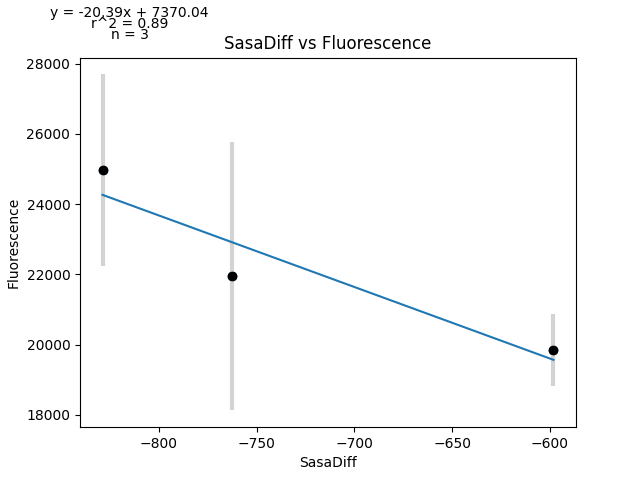 y = -20.39x + 7370.04
r^2 = 0.89
n = 3
SasaDiff vs Fluorescence
28000
26000
24000
22000
20000
18000
Fluorescence
−800
−750
−700
−650
−600
SasaDiff